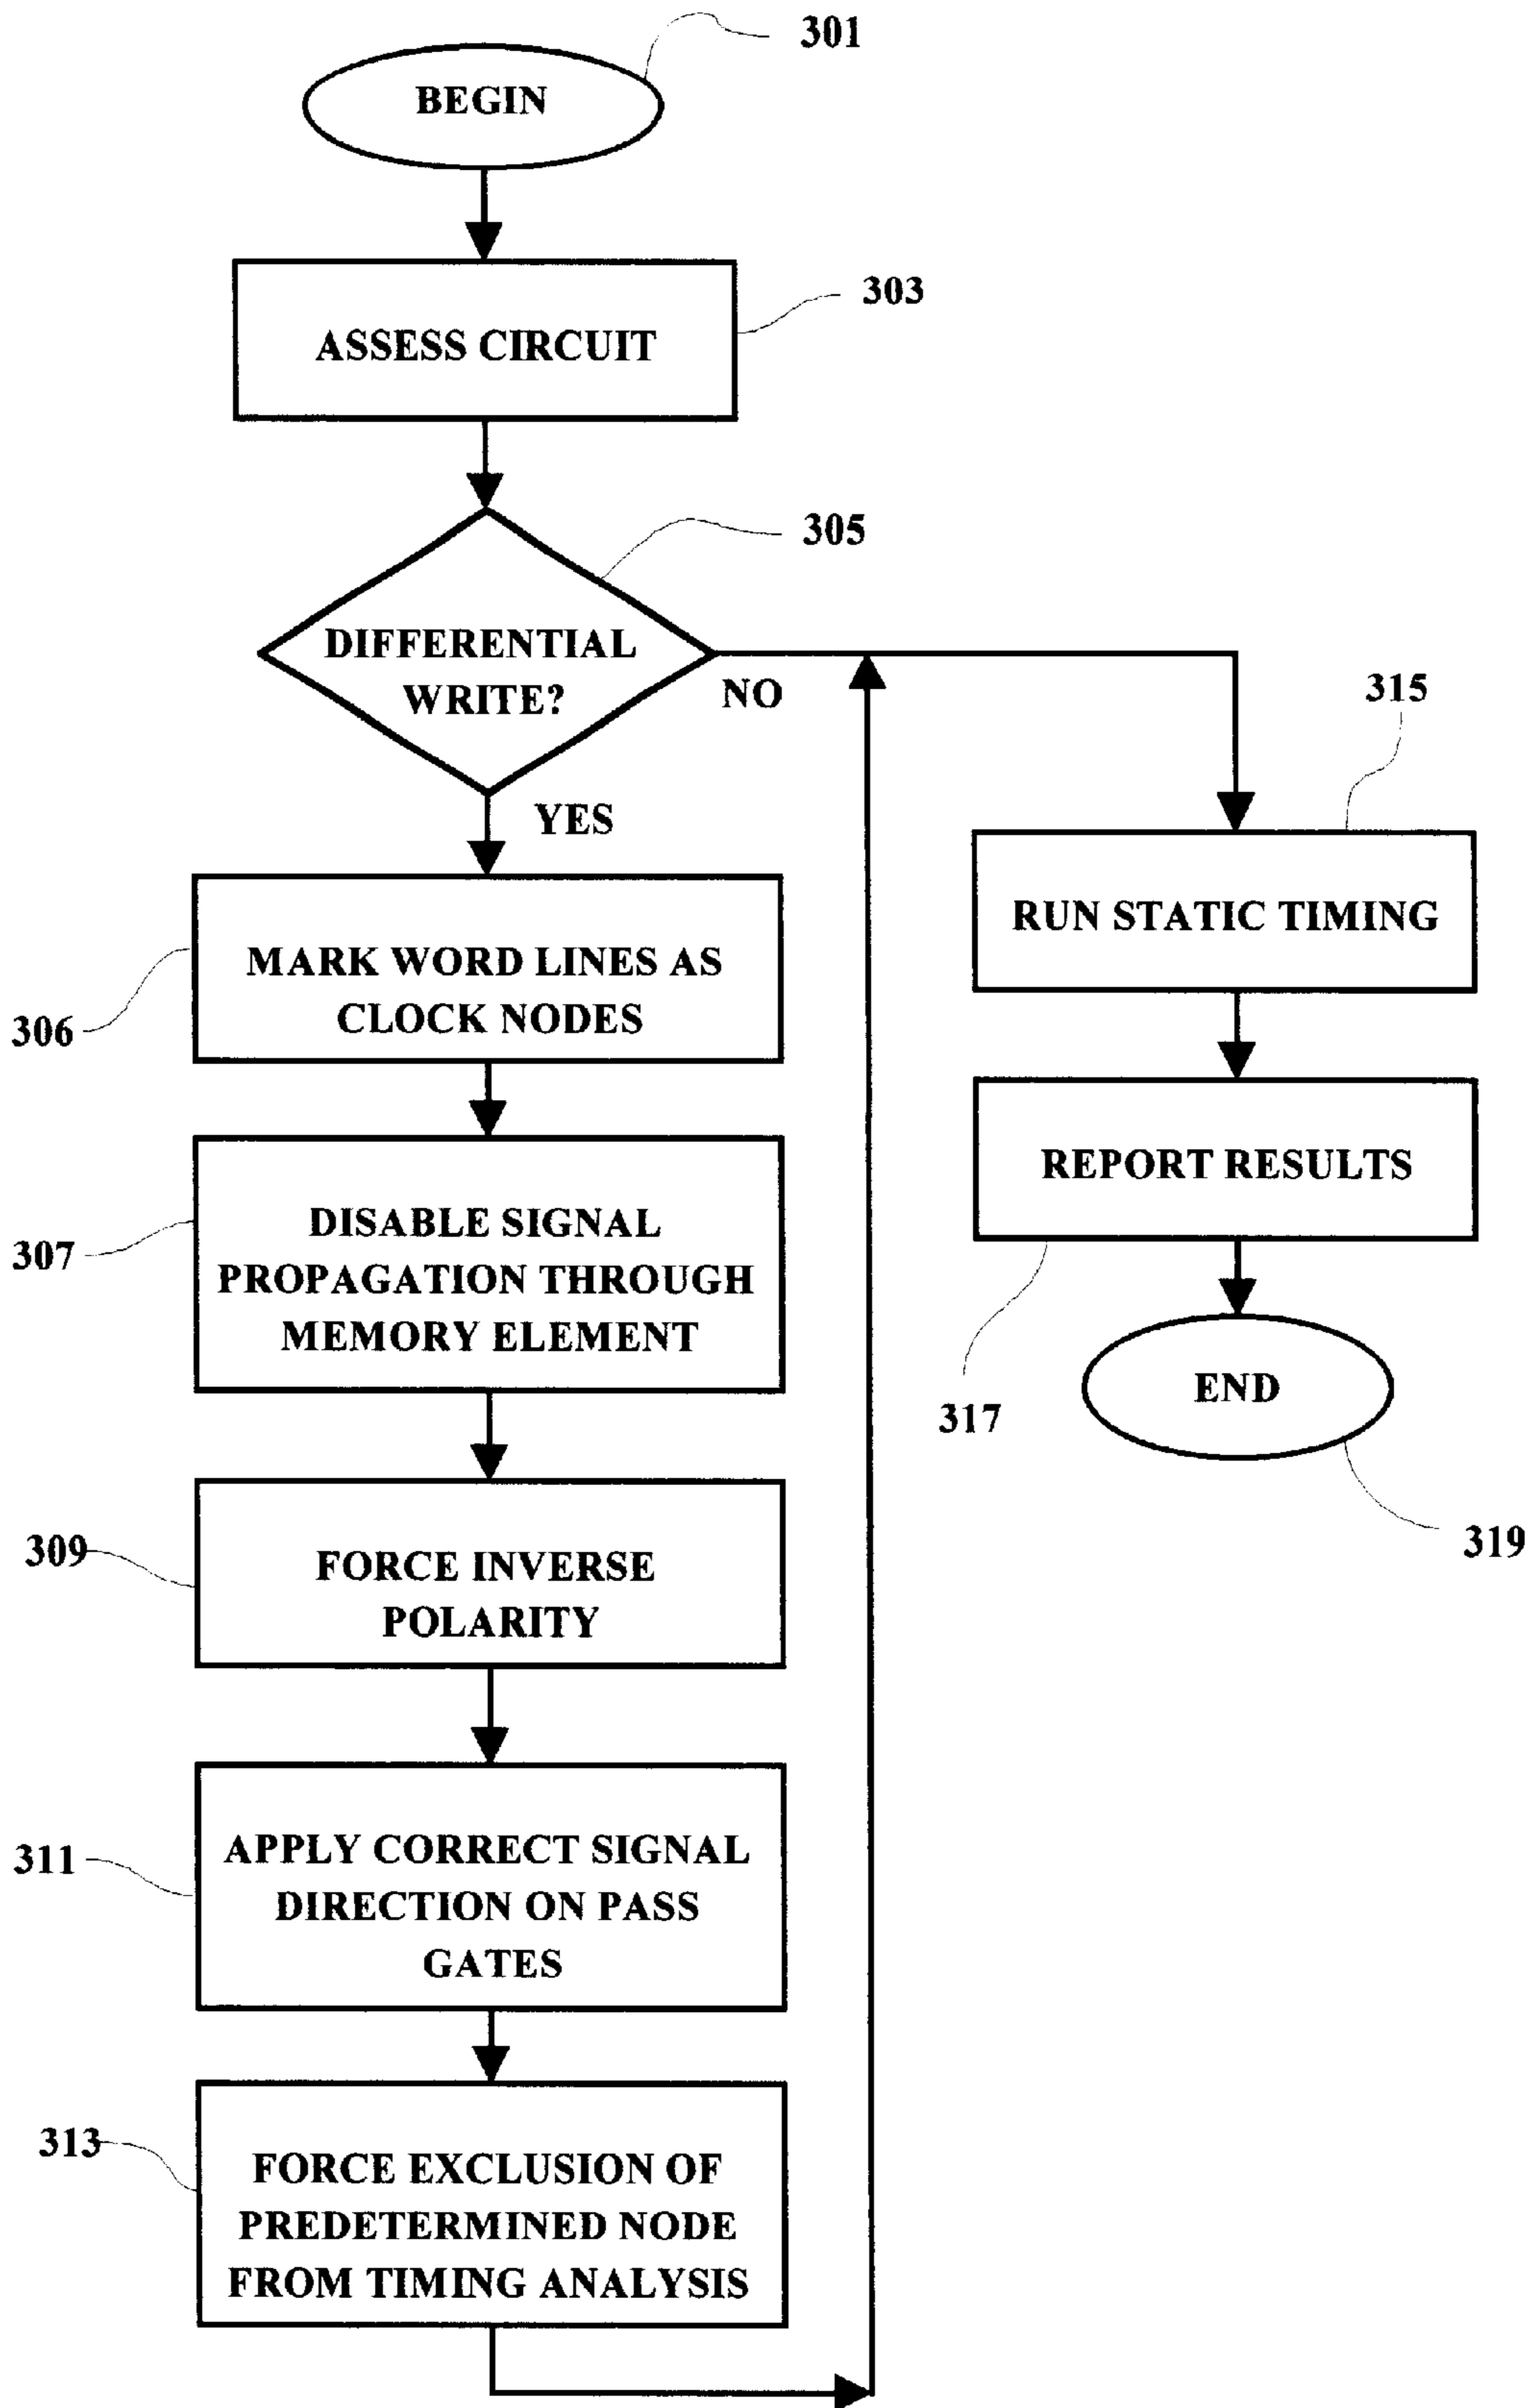 301
BEGIN
303
ASSESS CIRCUIT
305
DIFFERENTIAL
WRITE?
NO
YES
306
MARK WORD LINES AS
CLOCK NODES
307
DISABLE SIGNAL
PROPAGATION THROUGH
MEMORY ELEMENT
309
FORCE INVERSE
POLARITY
311
APPLY CORRECT SIGNAL
DIRECTION ON PASS
GATES
313
FORCE EXCLUSION OF
PREDETERMINED NODE
FROM TIMING ANALYSIS
315
RUN STATIC TIMING
REPORT RESULTS
317
END
319